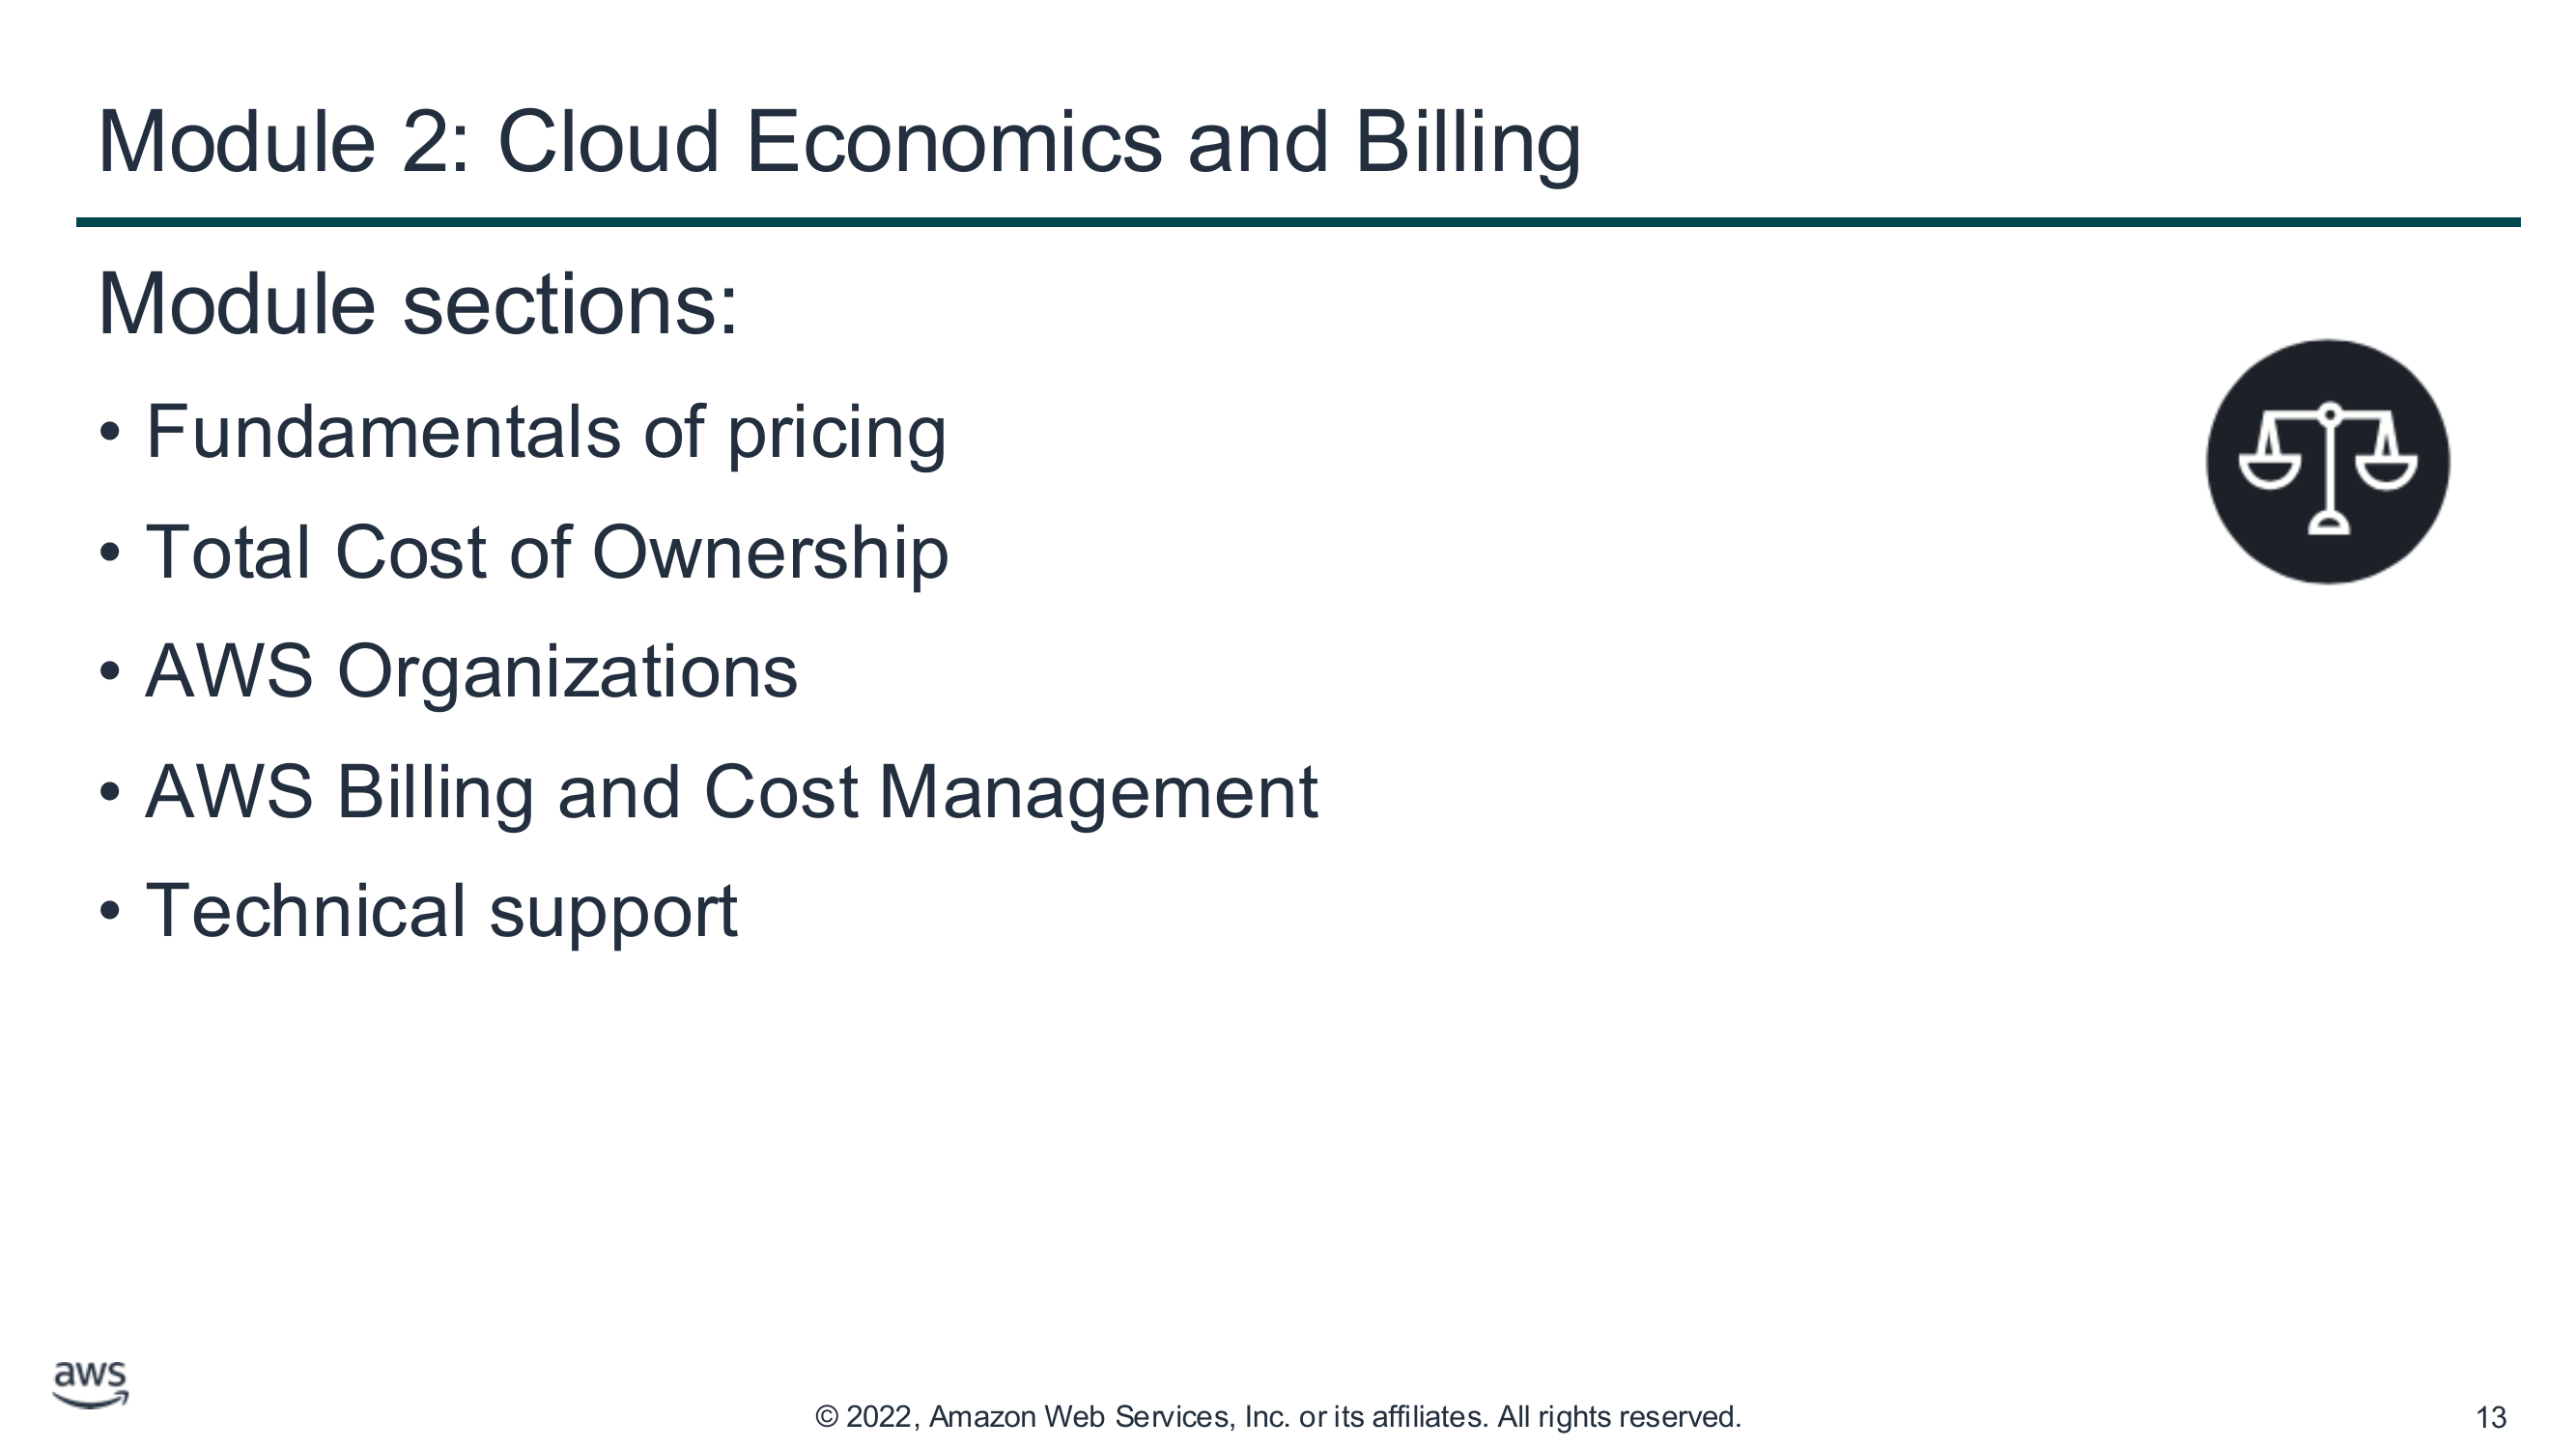 Module 2: Cloud Economics and Billing
Module sections:
• Fundamentals of pricing
• Total Cost of Ownership
• AWS Organizations
• AWS Billing and Cost Management
• Technical support
aws
© 2022, Amazon Web Services, Inc. or its affiliates. All rights reserved.
13